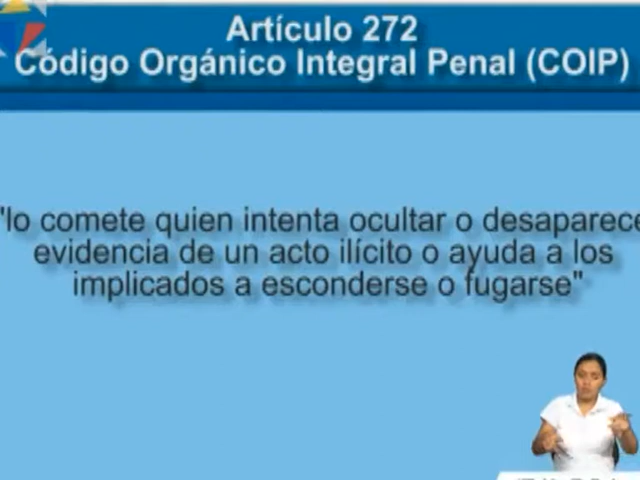 Artículo 272
Código Orgánico Integral Penal (COIP)
"lo comete quien intenta ocultar o desaparece
evidencia de un acto ilícito o ayuda a los
implicados a esconderse o fugarse"